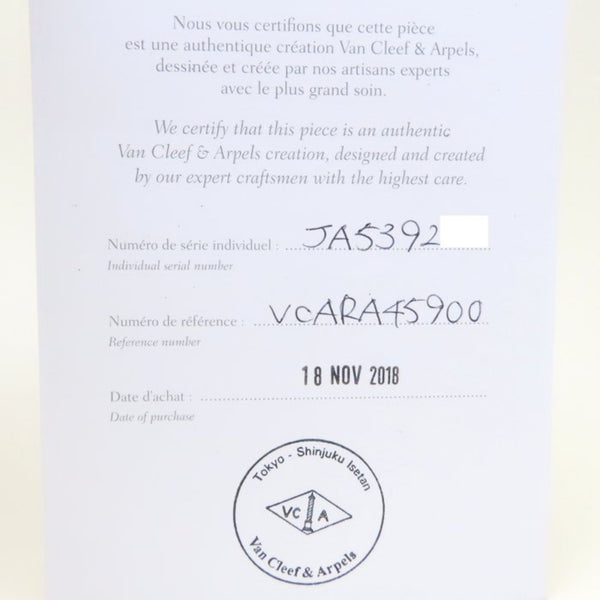 Nous vous certifions que cette pièce
est une authentique création Van Cleef & Arpels,
dessinée et créée par nos artisans experts
avec le plus grand soin.
We certify that this piece is an authentic
Van Cleef & Arpels creation, designed and created
by our expert craftsmen with the highest care.
Numéro de série individuel : JA5392
Individual serial number
Numéro de référence : VCARA45900
Reference number
18 NOV 2018
Date d'achat :
Date of purchase
Tokyo - Shinjuku Isetan
VC A
Van Cleef & Arpels